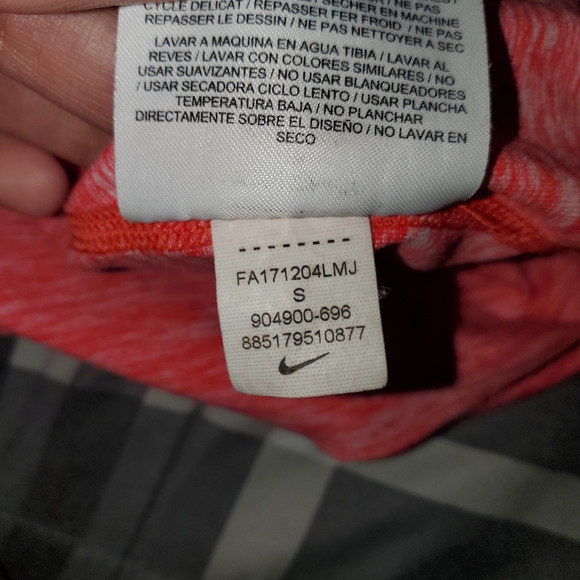 CYCLE DELICAT / REPASSER FER FROID / NE PAS
REPASSER LE DESSIN / NE PAS NETTOYER A SEC
LAVAR A MAQUINA EN AGUA TIBIA / LAVAR AL
REVES / LAVAR CON COLORES SIMILARES / NO
USAR SUAVIZANTES / NO USAR BLANQUEADORES
/ USAR SECADORA CICLO LENTO / USAR PLANCHA
TEMPERATURA BAJA / NO PLANCHAR
DIRECTAMENTE SOBRE EL DISEÑO / NO LAVAR EN
SECO
--------
FA171204LMJ
S
904900-696
885179510877